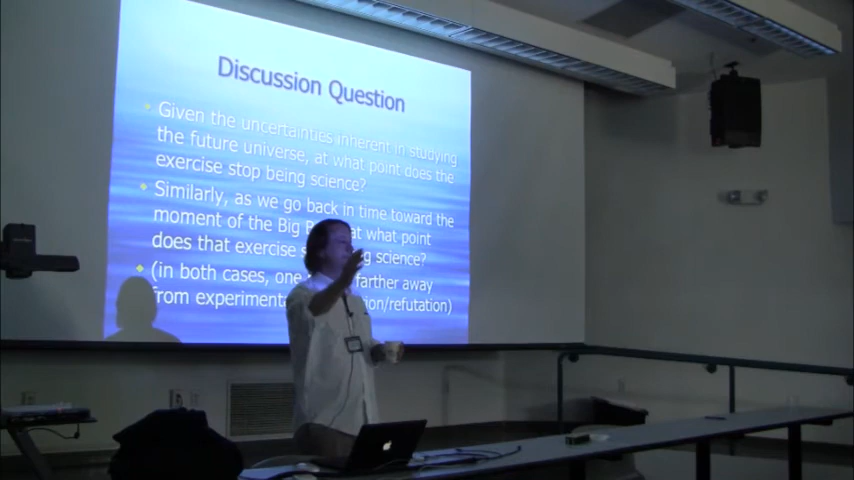 Discussion Question
Given the uncertainties inherent in studying
the future universe, at what point does the
exercise stop being science?
Similarly, as we go back in time toward the
moment of the Big at what point
does that exercise science?
(in both cases, one farther away
from